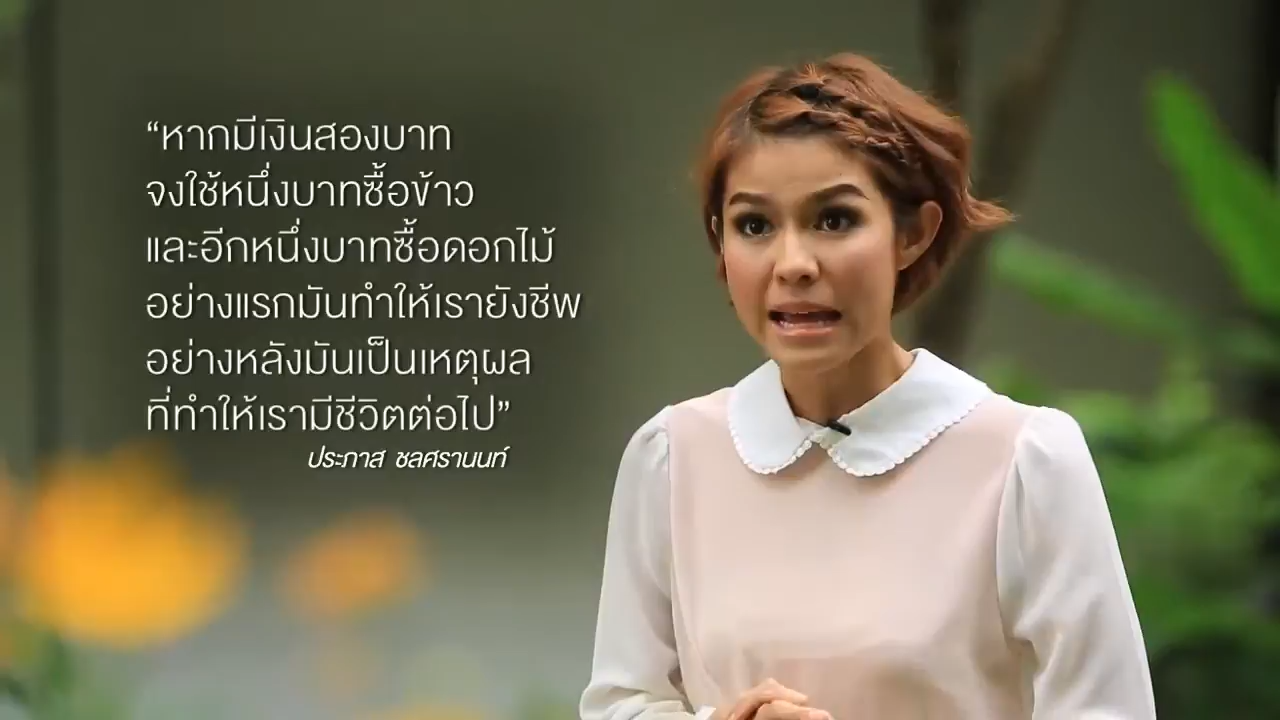 “หากมีเงินสองบาท
จงใช้หนึ่งบาทซื้อข้าว
และอีกหนึ่งบาทซื้อดอกไม้
อย่างแรกมันทำให้เรายังชีพ
อย่างหลังมันเป็นเหตุผล
ที่ทำให้เรามีชีวิตต่อไป”
ประภาส ชลศรานนท์